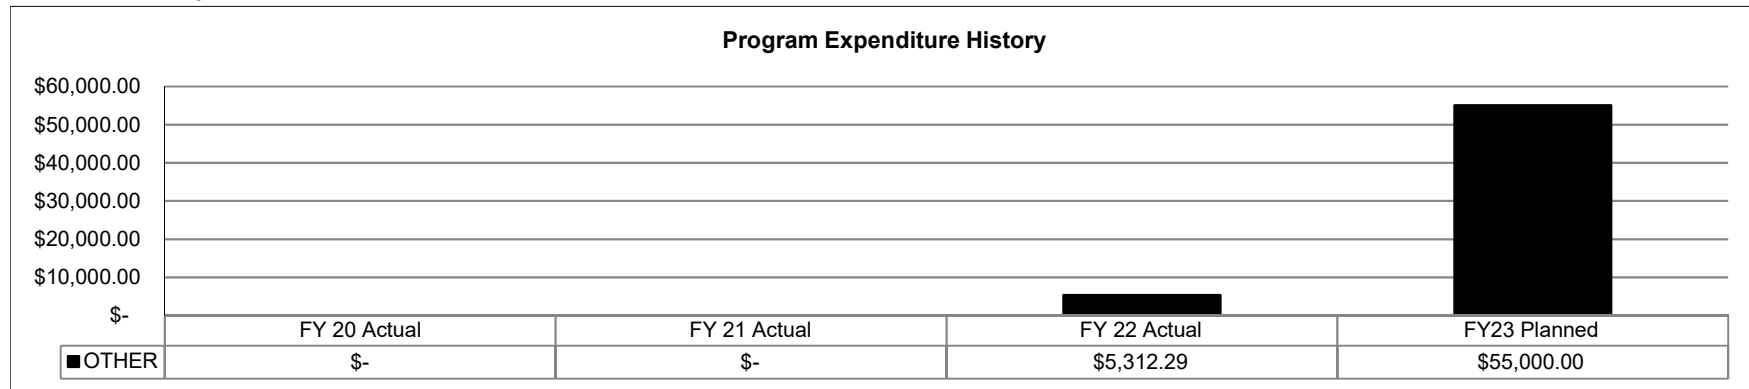 Program Expenditure History
$60,000.00
$50,000.00
$40,000.00
$30,000.00
$20,000.00
$10,000.00
$-
FY 20 Actual FY 21 Actual FY 22 Actual FY23 Planned
OTHER $- $- $5,312.29 $55,000.00